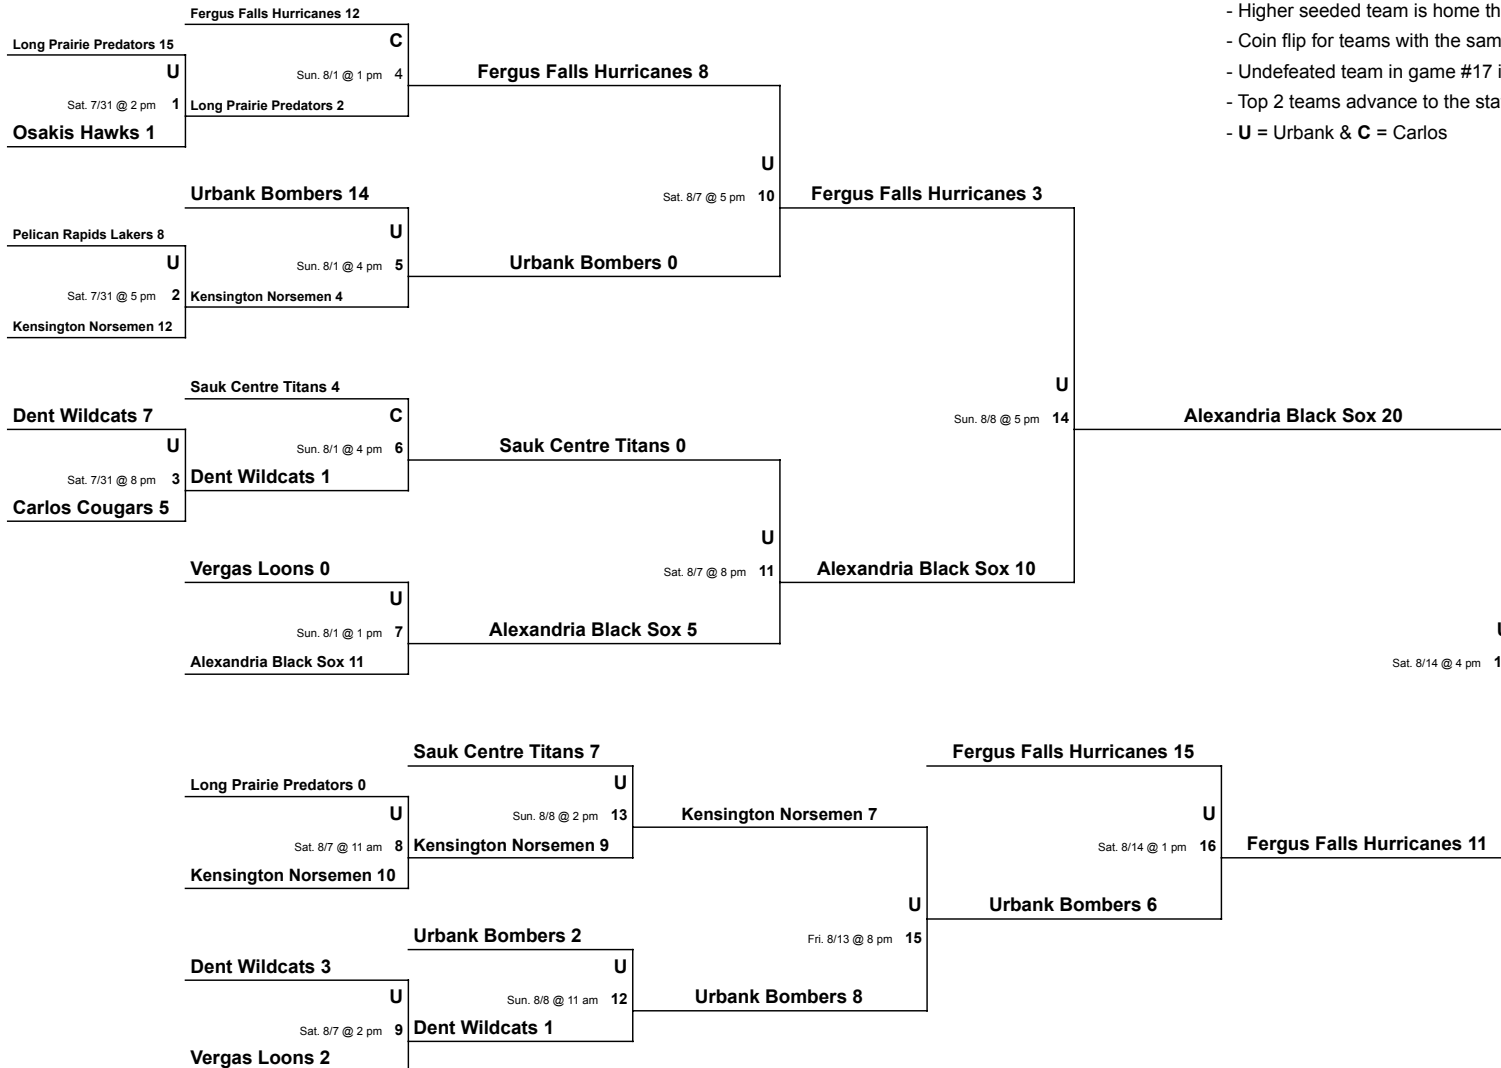 Fergus Falls Hurricanes 12
- Higher seeded team is home th
Long Prairie Predators 15
C
- Coin flip for teams with the sam
U
Sun. 8/1 @ 1 pm 4
Fergus Falls Hurricanes 8
- Undefeated team in game #17 i
Sat. 7/31 @ 2 pm 1
Long Prairie Predators 2
- Top 2 teams advance to the sta
Osakis Hawks 1
- U = Urbank & C = Carlos
U
Urbank Bombers 14
Sat. 8/7 @ 5 pm 10
Fergus Falls Hurricanes 3
Pelican Rapids Lakers 8
U
U
Sun. 8/1 @ 4 pm 5
Urbank Bombers 0
Sat. 7/31 @ 5 pm 2
Kensington Norsemen 4
Kensington Norsemen 12
Sauk Centre Titans 4
U
Dent Wildcats 7
C
Sun. 8/8 @ 5 pm 14
Alexandria Black Sox 20
U
Sun. 8/1 @ 4 pm 6
Sauk Centre Titans 0
Sat. 7/31 @ 8 pm 3
Dent Wildcats 1
Carlos Cougars 5
U
Vergas Loons 0
Sat. 8/7 @ 8 pm 11
Alexandria Black Sox 10
U
Sun. 8/1 @ 1 pm 7
Alexandria Black Sox 5
Alexandria Black Sox 11
Sat. 8/14 @ 4 pm 1
Sauk Centre Titans 7
Fergus Falls Hurricanes 15
Long Prairie Predators 0
U
U
Sun. 8/8 @ 2 pm 13
Kensington Norsemen 7
U
Sat. 8/7 @ 11 am 8
Kensington Norsemen 9
Sat. 8/14 @ 1 pm 16
Fergus Falls Hurricanes 11
Kensington Norsemen 10
U
Urbank Bombers 6
Urbank Bombers 2
Fri. 8/13 @ 8 pm 15
Dent Wildcats 3
U
U
Sun. 8/8 @ 11 am 12
Urbank Bombers 8
Sat. 8/7 @ 2 pm 9
Dent Wildcats 1
Vergas Loons 2